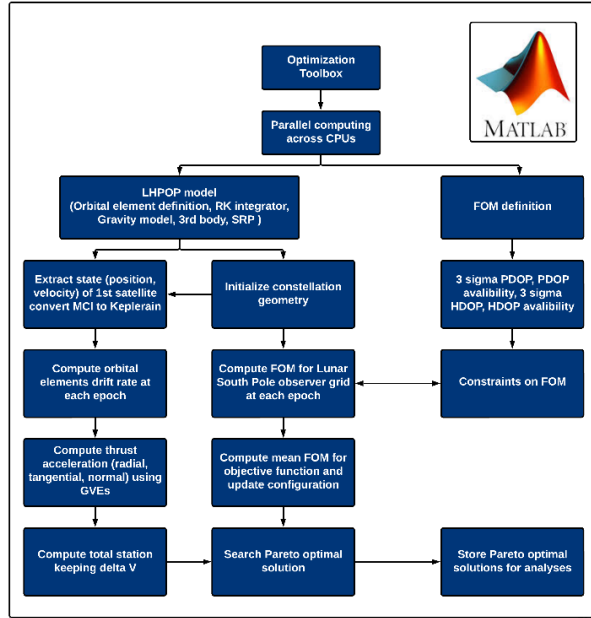 Optimization
Toolbox
MATLAB
Parallel computing
across CPUs
LHPOP model
(Orbital element definition, RK integrator,
Gravity model, 3rd body, SRP )
FOM definition
Extract state (position,
velocity) of 1st satellite
convert MCI to Keplerain
Initialize constellation
geometry
3 sigma PDOP, PDOP
avalibility, 3 sigma
HDOP, HDOP avalibility
Compute orbital
elements drift rate at
each epoch
Compute FOM for Lunar
South Pole observer grid
at each epoch
Constraints on FOM
Compute thrust
acceleration (radial,
tangential, normal) using
GVEs
Compute mean FOM for
objective function and
update configuration
Compute total station
keeping delta V
Search Pareto optimal
solution
Store Pareto optimal
solutions for analyses